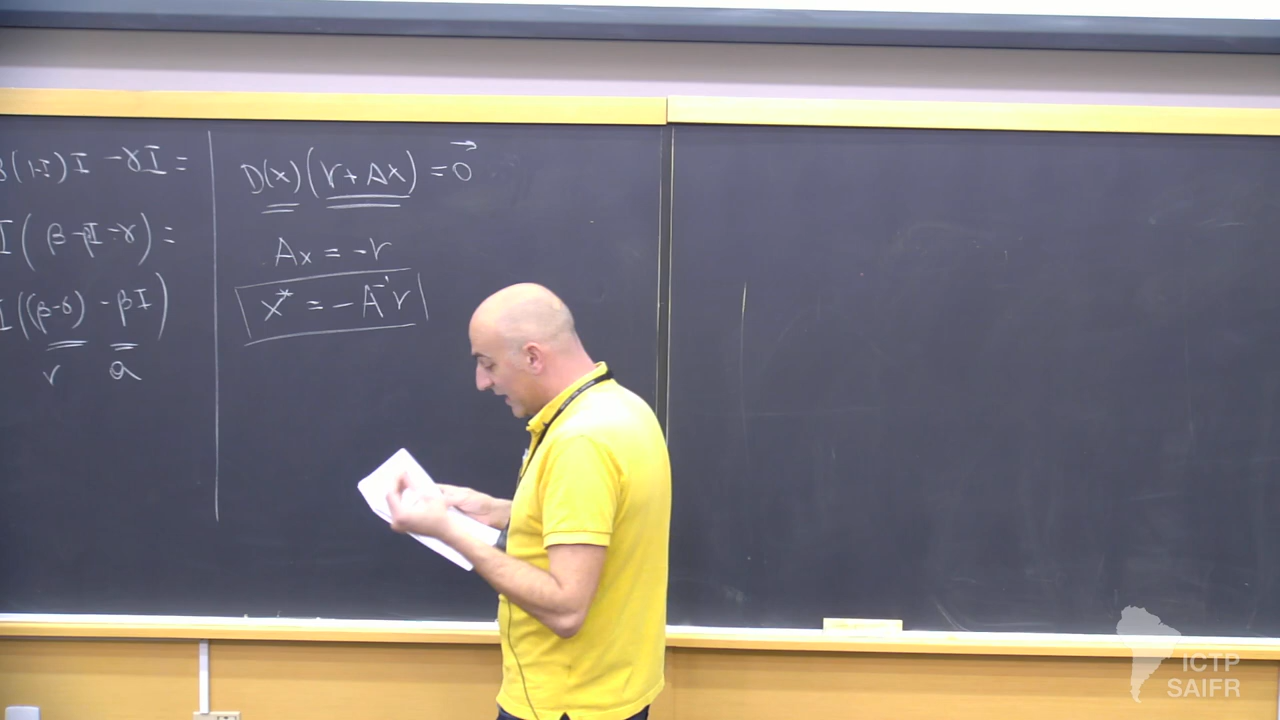 β(1-I)I - γI =
I(β-βI-γ) =
I((β-γ) - βI)
r a
D(x)(r + Ax) = 0⃗
Ax = -r
x* = -A⁻¹r
ICTP
SAIFR